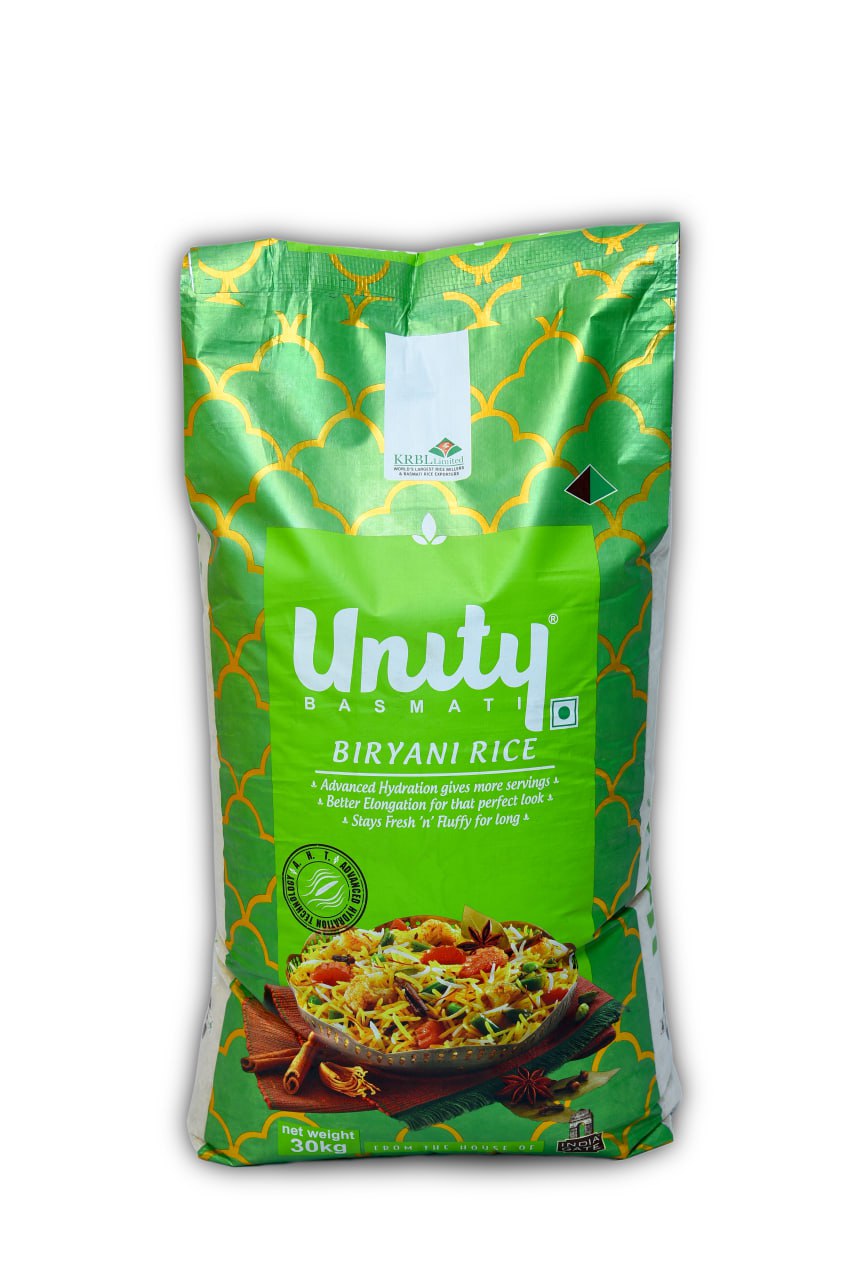 KRBL Limited
WORLD'S LARGEST RICE MILLERS
& BASMATI RICE EXPORTERS
Unity®
BASMATI
BIRYANI RICE
Advanced Hydration gives more servings
Better Elongation for that perfect look
Stays Fresh 'n' Fluffy for long
A. H. T. ADVANCED HYDRATION TECHNOLOGY
net weight
30kg
FROM THE HOUSE OF
INDIA
GATE